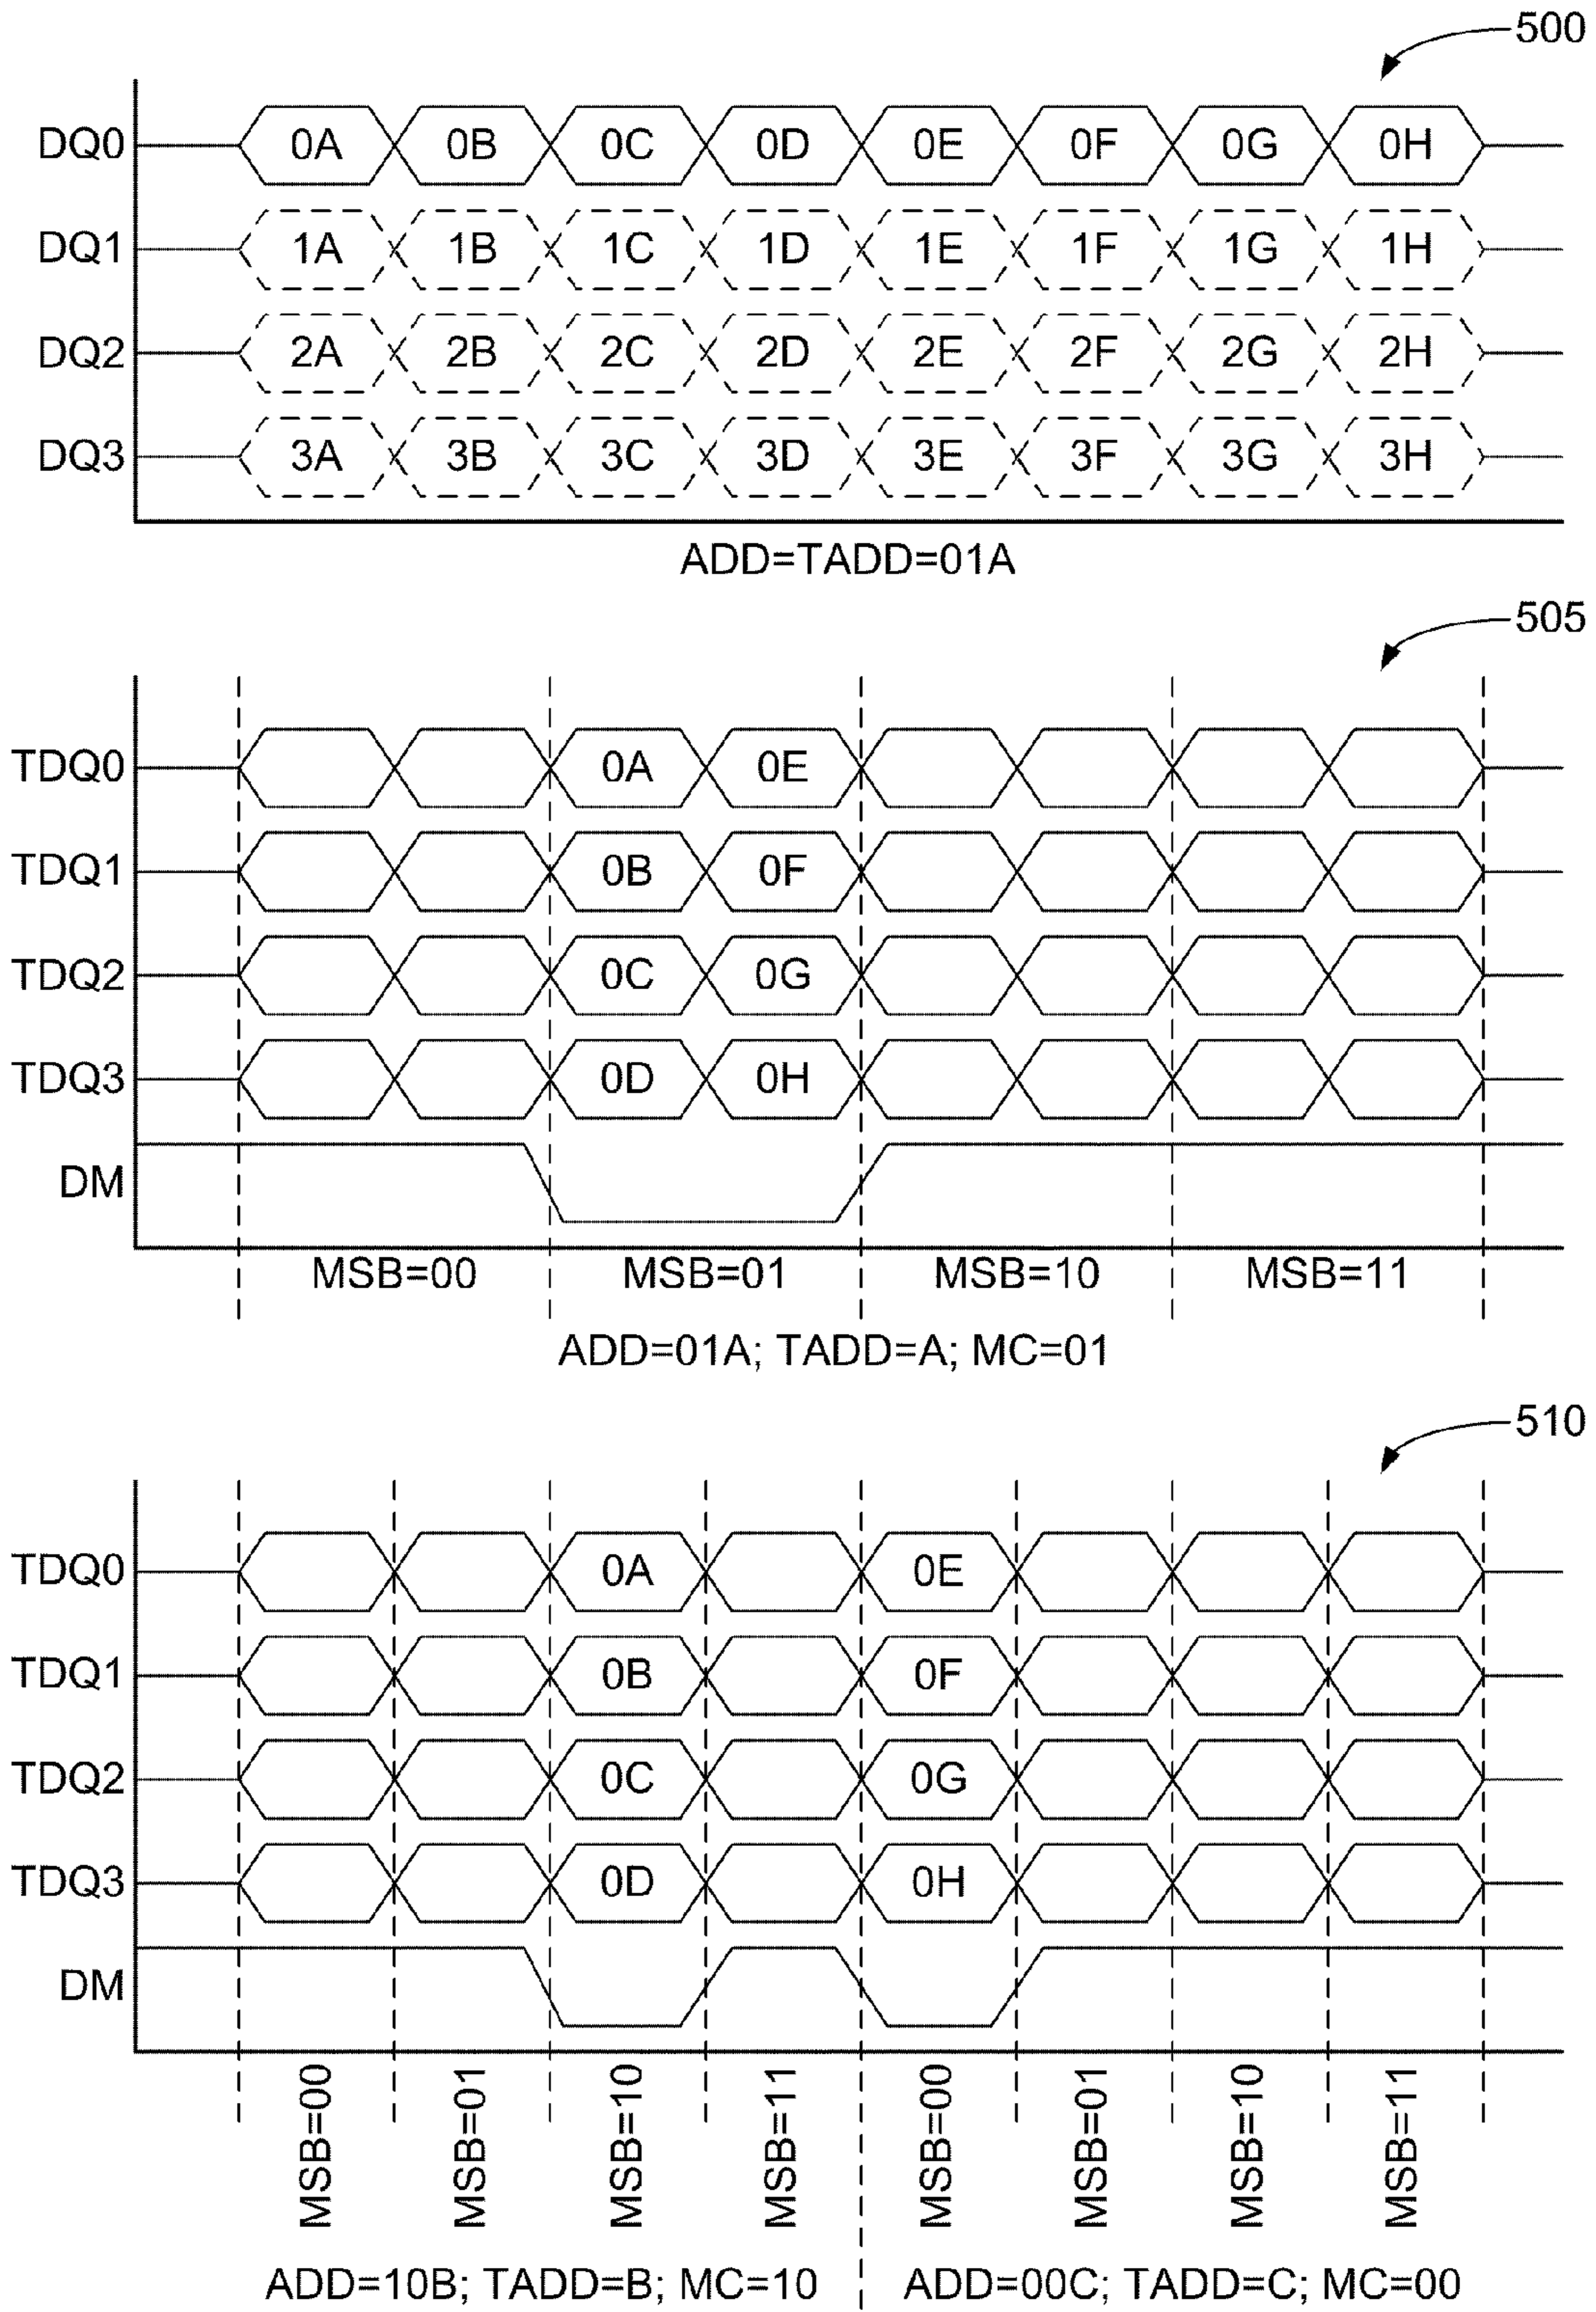 500
DQ0 0A 0B 0C 0D 0E 0F 0G 0H
DQ1 1A 1B 1C 1D 1E 1F 1G 1H
DQ2 2A 2B 2C 2D 2E 2F 2G 2H
DQ3 3A 3B 3C 3D 3E 3F 3G 3H
ADD=TADD=01A
505
TDQ0 0A 0E
TDQ1 0B 0F
TDQ2 0C 0G
TDQ3 0D 0H
DM
MSB=00 MSB=01 MSB=10 MSB=11
ADD=01A; TADD=A; MC=01
510
TDQ0 0A 0E
TDQ1 0B 0F
TDQ2 0C 0G
TDQ3 0D 0H
DM
MSB=00 MSB=01 MSB=10 MSB=11 MSB=00 MSB=01 MSB=10 MSB=11
ADD=10B; TADD=B; MC=10 ADD=00C; TADD=C; MC=00